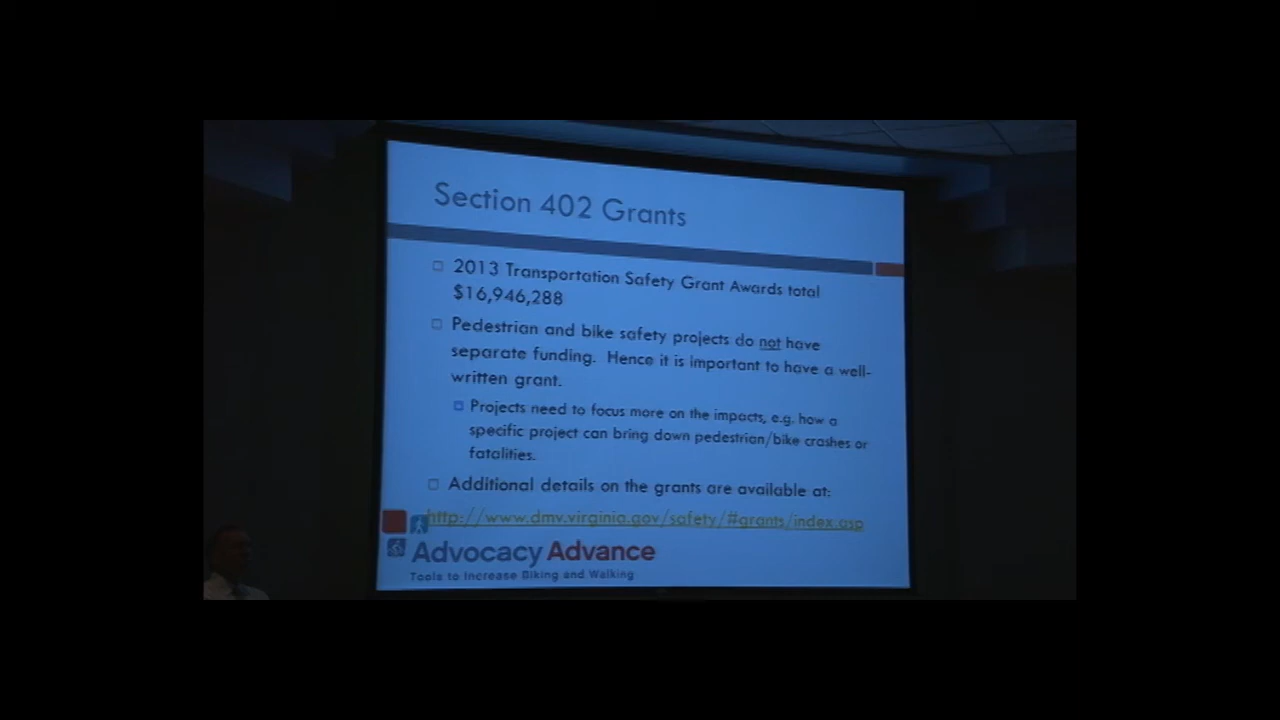 Section 402 Grants
2013 Transportation Safety Grant Awards total
$16,946,288
Pedestrian and bike safety projects do not have
separate funding. Hence it is important to have a well-
written grant.
Projects need to focus more on the impacts, e.g. how a
specific project can bring down pedestrian/bike crashes or
fatalities.
Additional details on the grants are available at:
http://www.dmv.virginia.gov/safety/#grants/index.asp
Advocacy Advance
Tools to Increase Biking and Walking